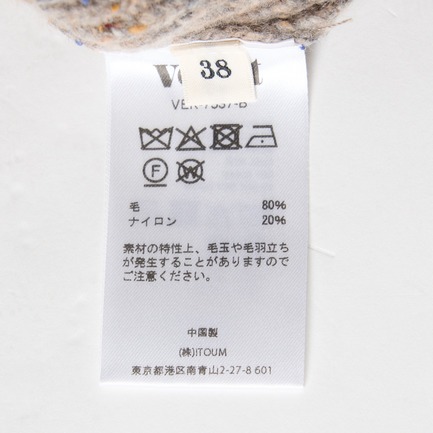 38
毛 80%
ナイロン 20%
素材の特性上、毛玉や毛羽立ち
が発生することがありますので
ご注意ください。
中国製
(株)ITOUM
東京都港区南青山2-27-8 601